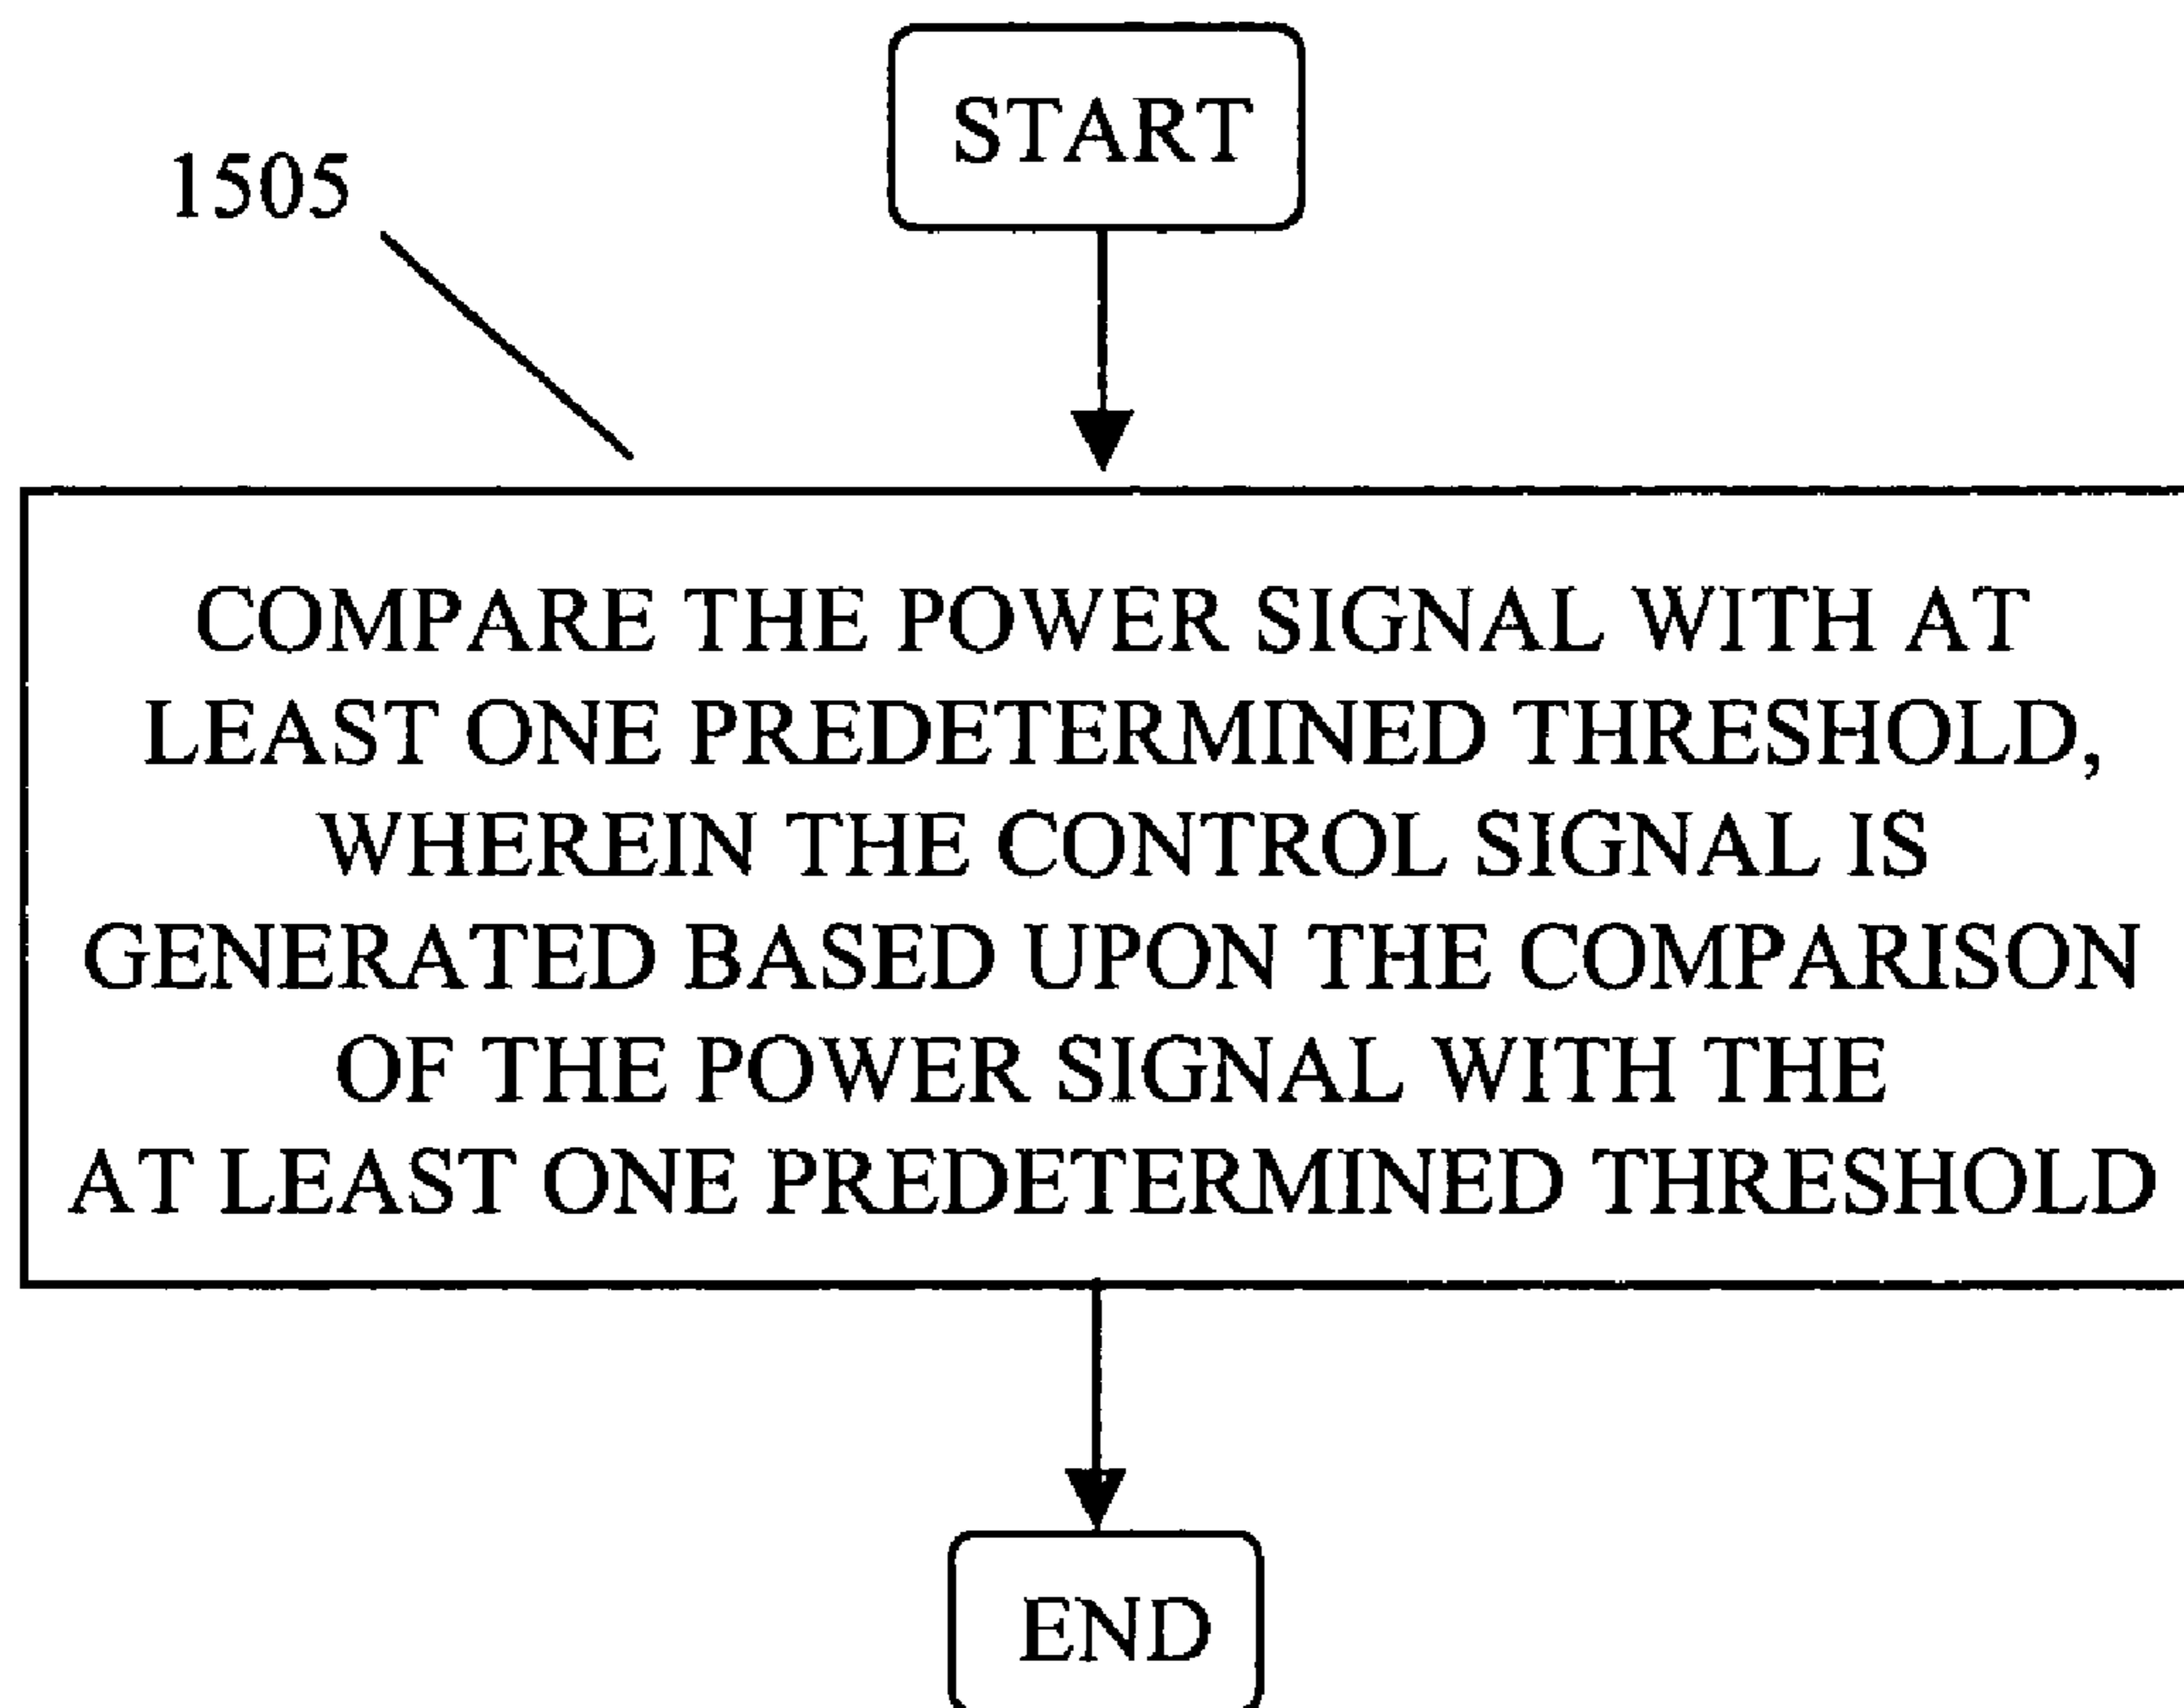 START
1505
COMPARE THE POWER SIGNAL WITH AT
LEAST ONE PREDETERMINED THRESHOLD,
WHEREIN THE CONTROL SIGNAL IS
GENERATED BASED UPON THE COMPARISON
OF THE POWER SIGNAL WITH THE
AT LEAST ONE PREDETERMINED THRESHOLD
END